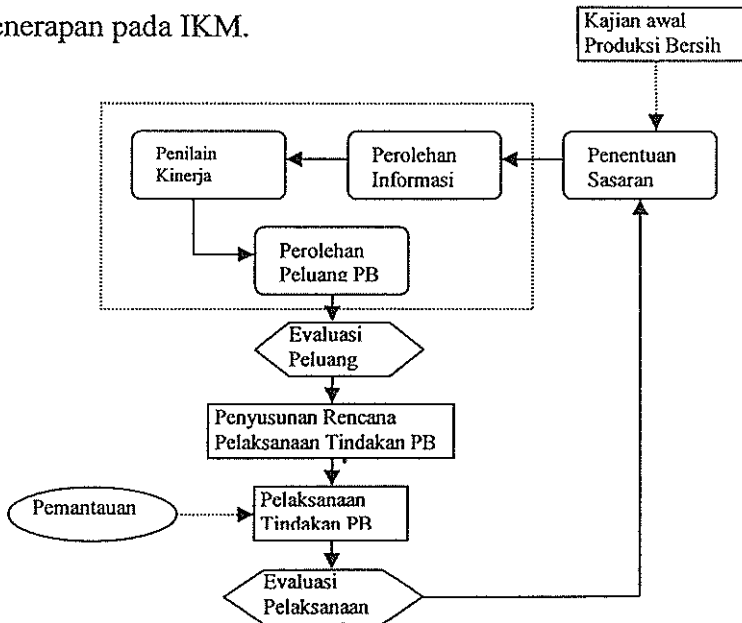 enerapan pada IKM.
Kajian awal
Produksi Bersih
Penilain
Kinerja
Perolehan
Informasi
Penentuan
Sasaran
Perolehan
Peluang PB
Evaluasi
Peluang
Penyusunan Rencana
Pelaksanaan Tindakan PB
Pemantauan
Pelaksanaan
Tindakan PB
Evaluasi
Pelaksanaan